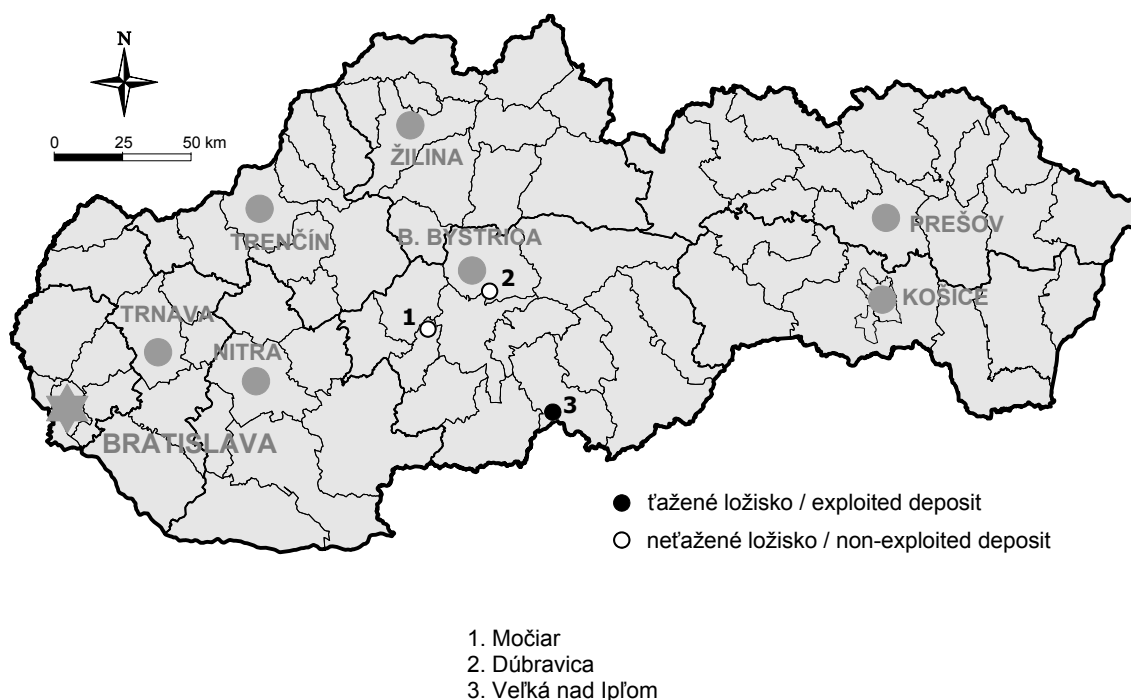 N
0 25 50 km
ŽILINA
TRENČÍN
B. BYSTRICA
PREŠOV
2
KOŠICE
TRNAVA
1
NITRA
3
BRATISLAVA
ťažené ložisko / exploited deposit
neťažené ložisko / non-exploited deposit
1. Močiar
2. Dúbravica
3. Veľká nad Ipľom